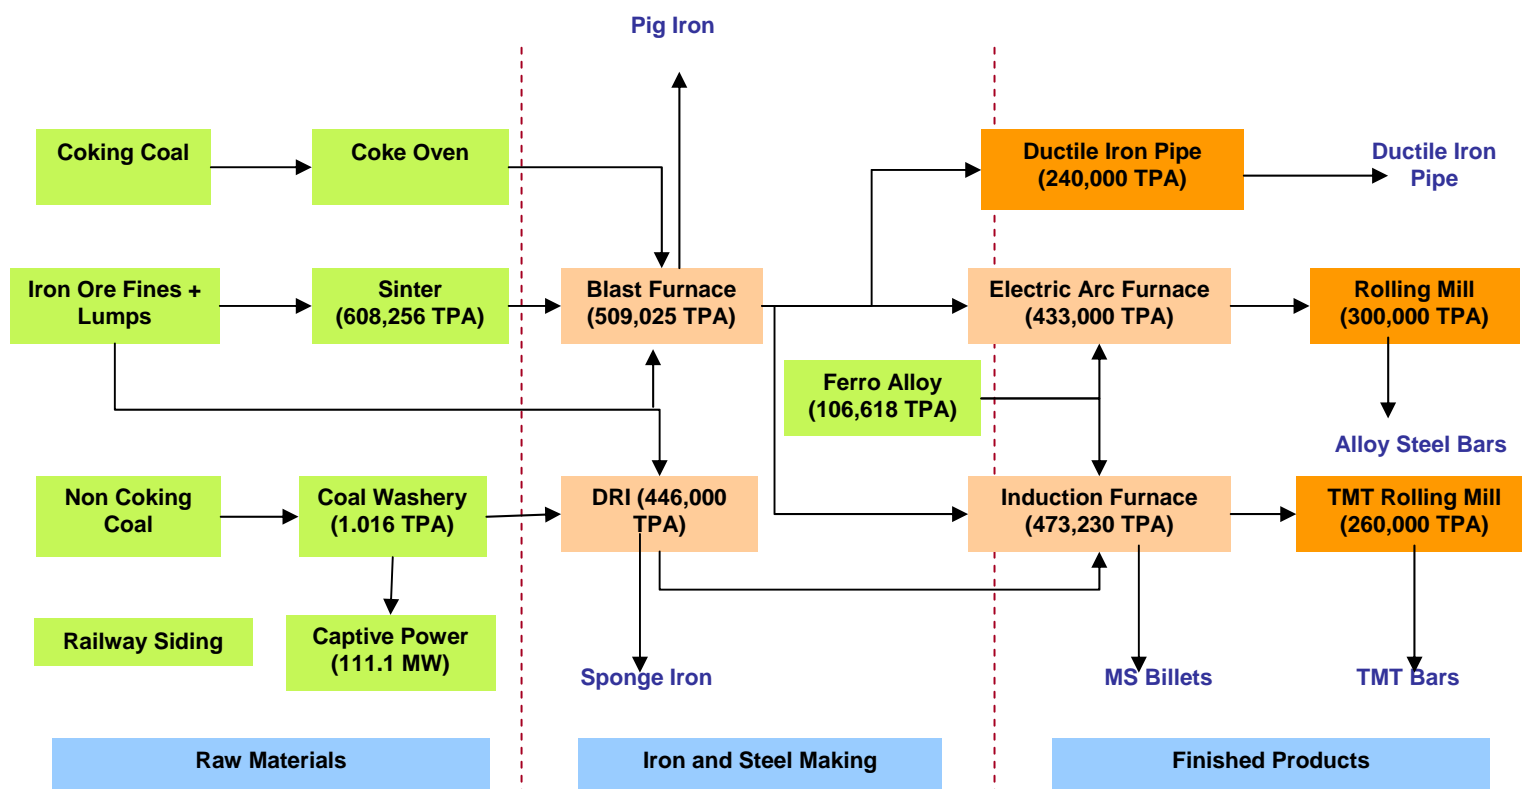 Pig Iron
Coking Coal
Coke Oven
Ductile Iron Pipe
(240,000 TPA)
Ductile Iron
Pipe
Iron Ore Fines +
Lumps
Sinter
(608,256 TPA)
Blast Furnace
(509,025 TPA)
Electric Arc Furnace
(433,000 TPA)
Rolling Mill
(300,000 TPA)
Ferro Alloy
(106,618 TPA)
Alloy Steel Bars
Non Coking
Coal
Coal Washery
(1.016 TPA)
DRI (446,000
TPA)
Induction Furnace
(473,230 TPA)
TMT Rolling Mill
(260,000 TPA)
Railway Siding
Captive Power
(111.1 MW)
Sponge Iron
MS Billets
TMT Bars
Raw Materials
Iron and Steel Making
Finished Products